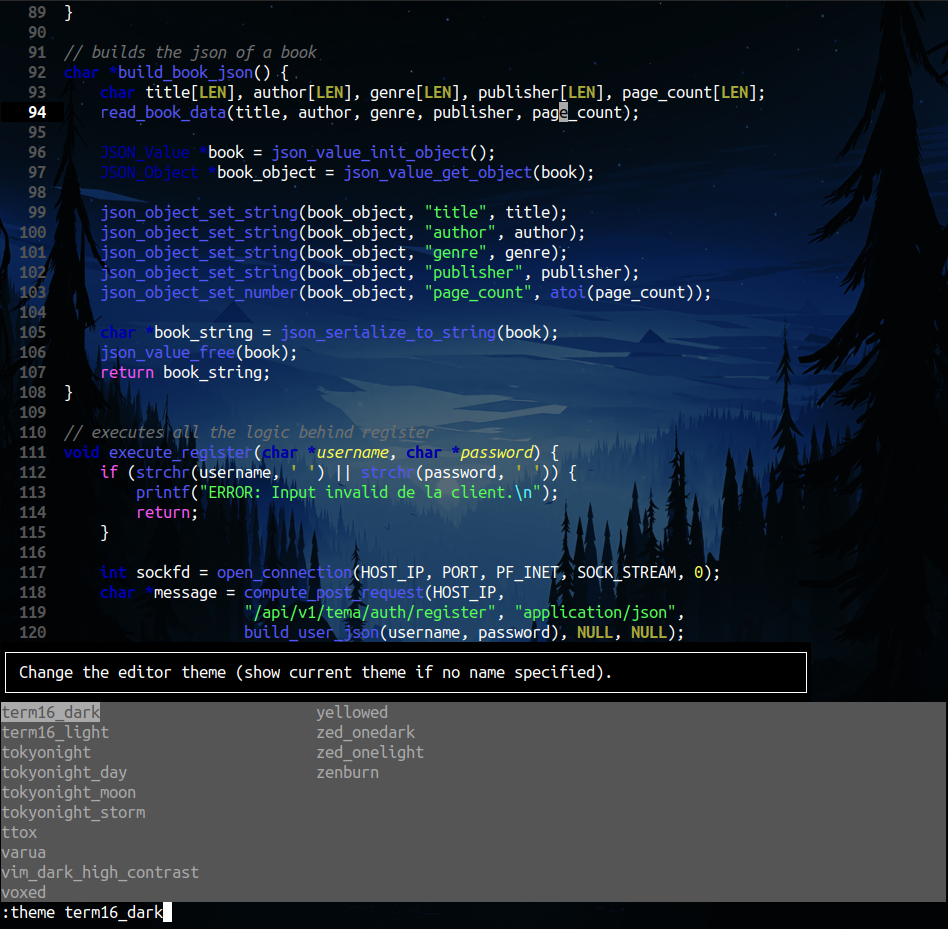 89 }
90
91 // builds the json of a book
92 char *build_book_json() {
93     char title[LEN], author[LEN], genre[LEN], publisher[LEN], page_count[LEN];
94     read_book_data(title, author, genre, publisher, page_count);
95
96     JSON_Value *book = json_value_init_object();
97     JSON_Object *book_object = json_value_get_object(book);
98
99     json_object_set_string(book_object, "title", title);
100     json_object_set_string(book_object, "author", author);
101     json_object_set_string(book_object, "genre", genre);
102     json_object_set_string(book_object, "publisher", publisher);
103     json_object_set_number(book_object, "page_count", atoi(page_count));
104
105     char *book_string = json_serialize_to_string(book);
106     json_value_free(book);
107     return book_string;
108 }
109
110 // executes all the logic behind register
111 void execute_register(char *username, char *password) {
112     if (strchr(username, ' ') || strchr(password, ' ')) {
113         printf("ERROR: Input invalid de la client.\n");
114         return;
115     }
116
117     int sockfd = open_connection(HOST_IP, PORT, PF_INET, SOCK_STREAM, 0);
118     char *message = compute_post_request(HOST_IP,
119                     "/api/v1/tema/auth/register", "application/json",
120                     build_user_json(username, password), NULL, NULL);
Change the editor theme (show current theme if no name specified).
term16_dark yellowed
term16_light zed_onedark
tokyonight zed_onelight
tokyonight_day zenburn
tokyonight_moon
tokyonight_storm
ttox
varua
vim_dark_high_contrast
voxed
:theme term16_dark